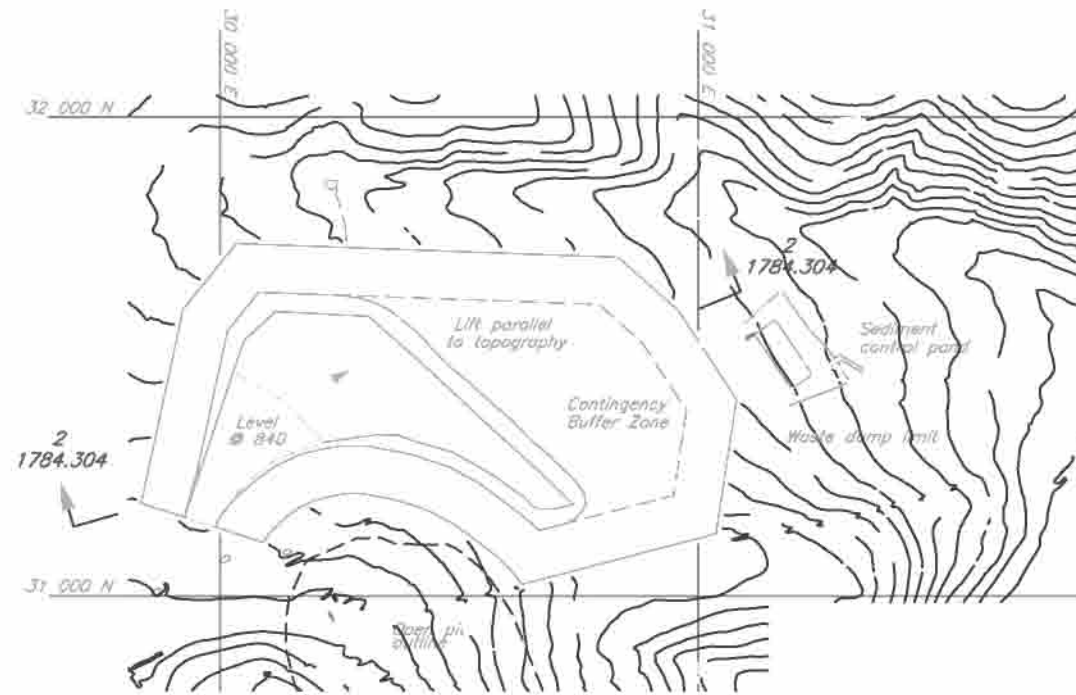 30 000 E
31 000 E
32 000 N
2
1784.304
Lift parallel
to topography
Sediment
control pond
Contingency
Buffer Zone
Level
@ 840
Waste dump limit
2
1784.304
31 000 N
Open pit
outline